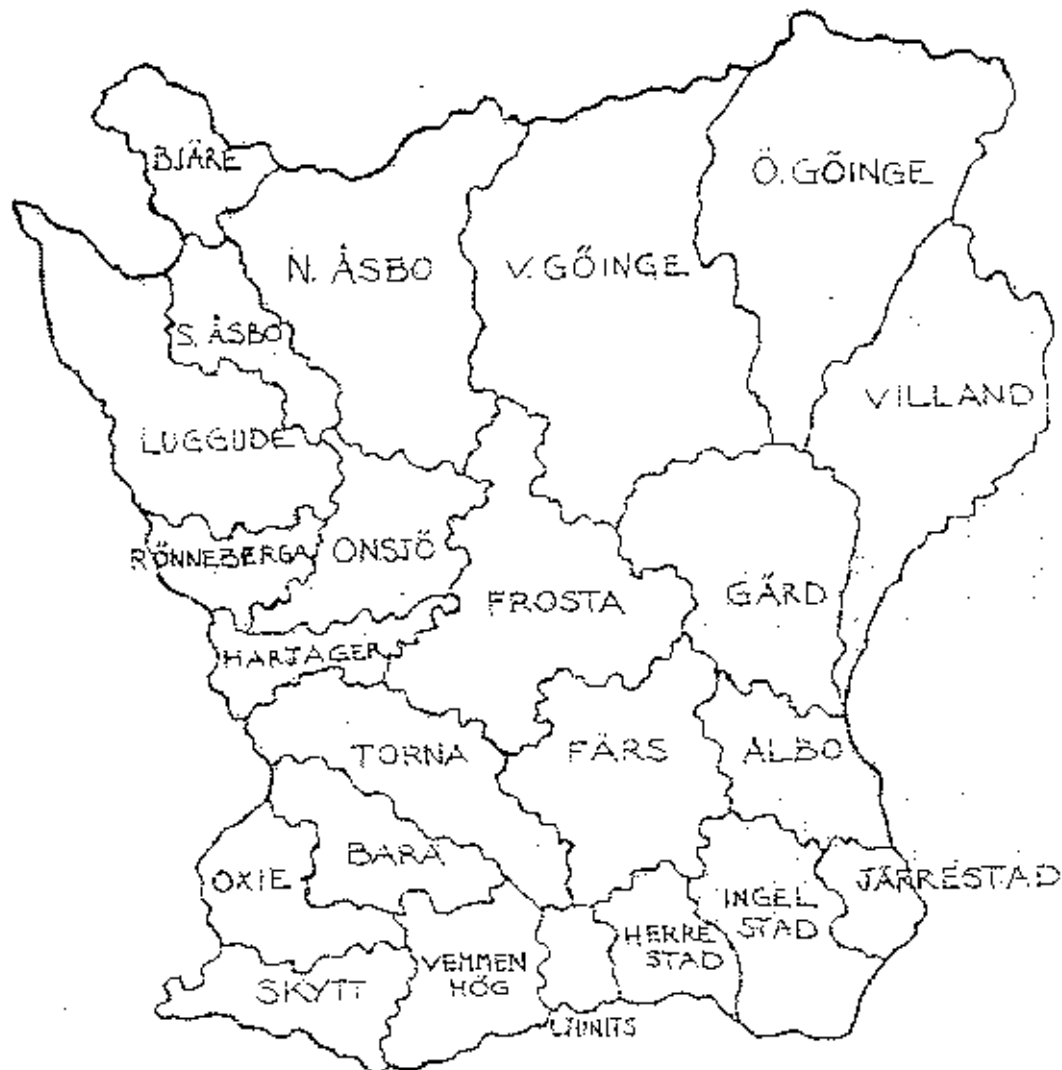 BJÄRE
Ö. GÖINGE
N. ÅSBO
V. GÖINGE
S. ÅSBO
VILLAND
LUGGUDE
RÖNNEBERGA
ONSJÖ
FROSTA
GÄRD
HARJAGER
TORNA
FÄRS
ALBO
BARA
OXIE
JÄRRESTAD
INGEL
STAD
HERRE
STAD
VEMMEN
HÖG
SKYTT
LJUNITS